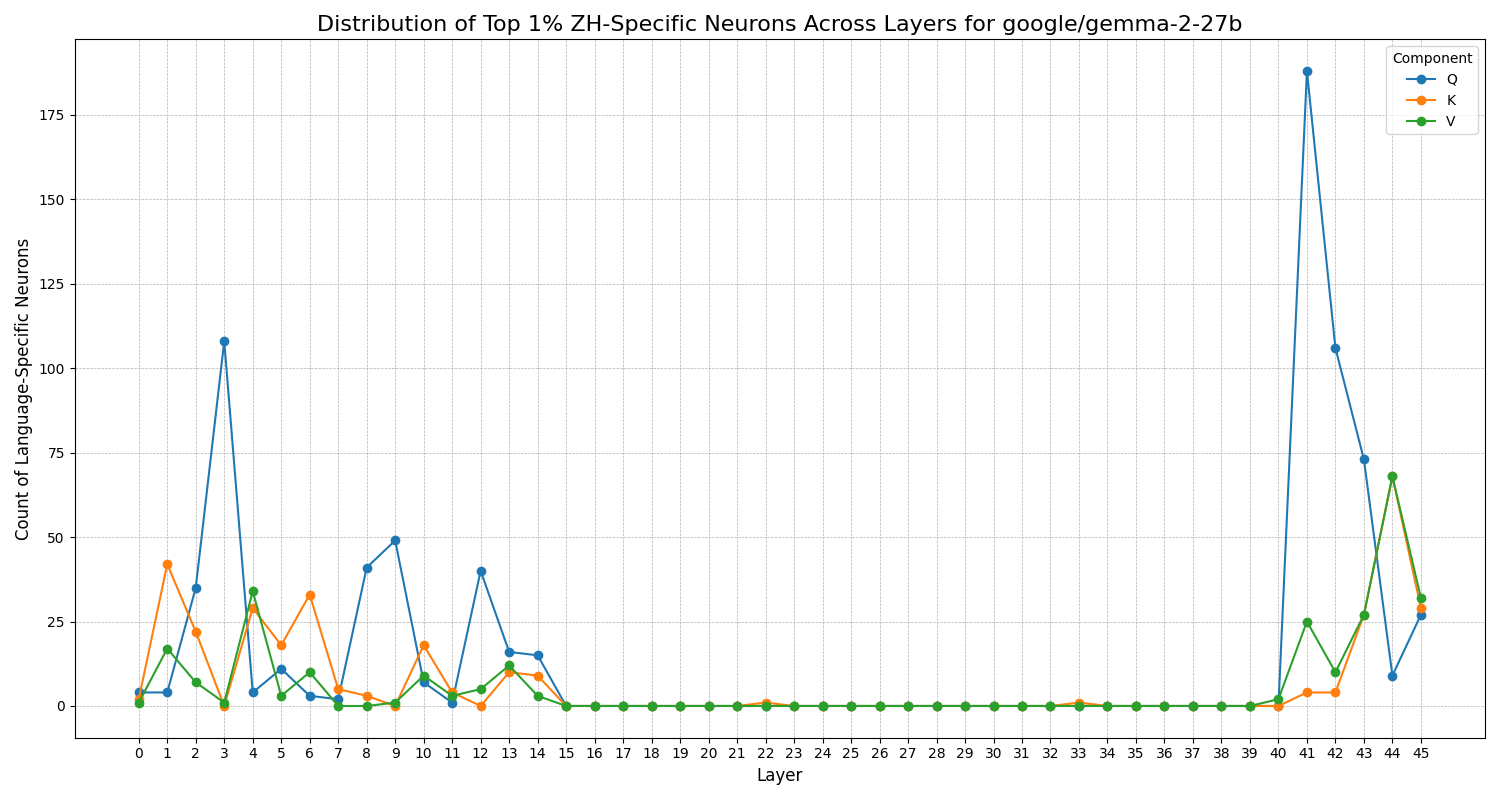 Distribution of Top 1% ZH-Specific Neurons Across Layers for google/gemma-2-27b
Component
Q
K
V
175
150
125
100
75
50
25
0
Count of Language-Specific Neurons
0 1 2 3 4 5 6 7 8 9 10 11 12 13 14 15 16 17 18 19 20 21 22 23 24 25 26 27 28 29 30 31 32 33 34 35 36 37 38 39 40 41 42 43 44 45
Layer